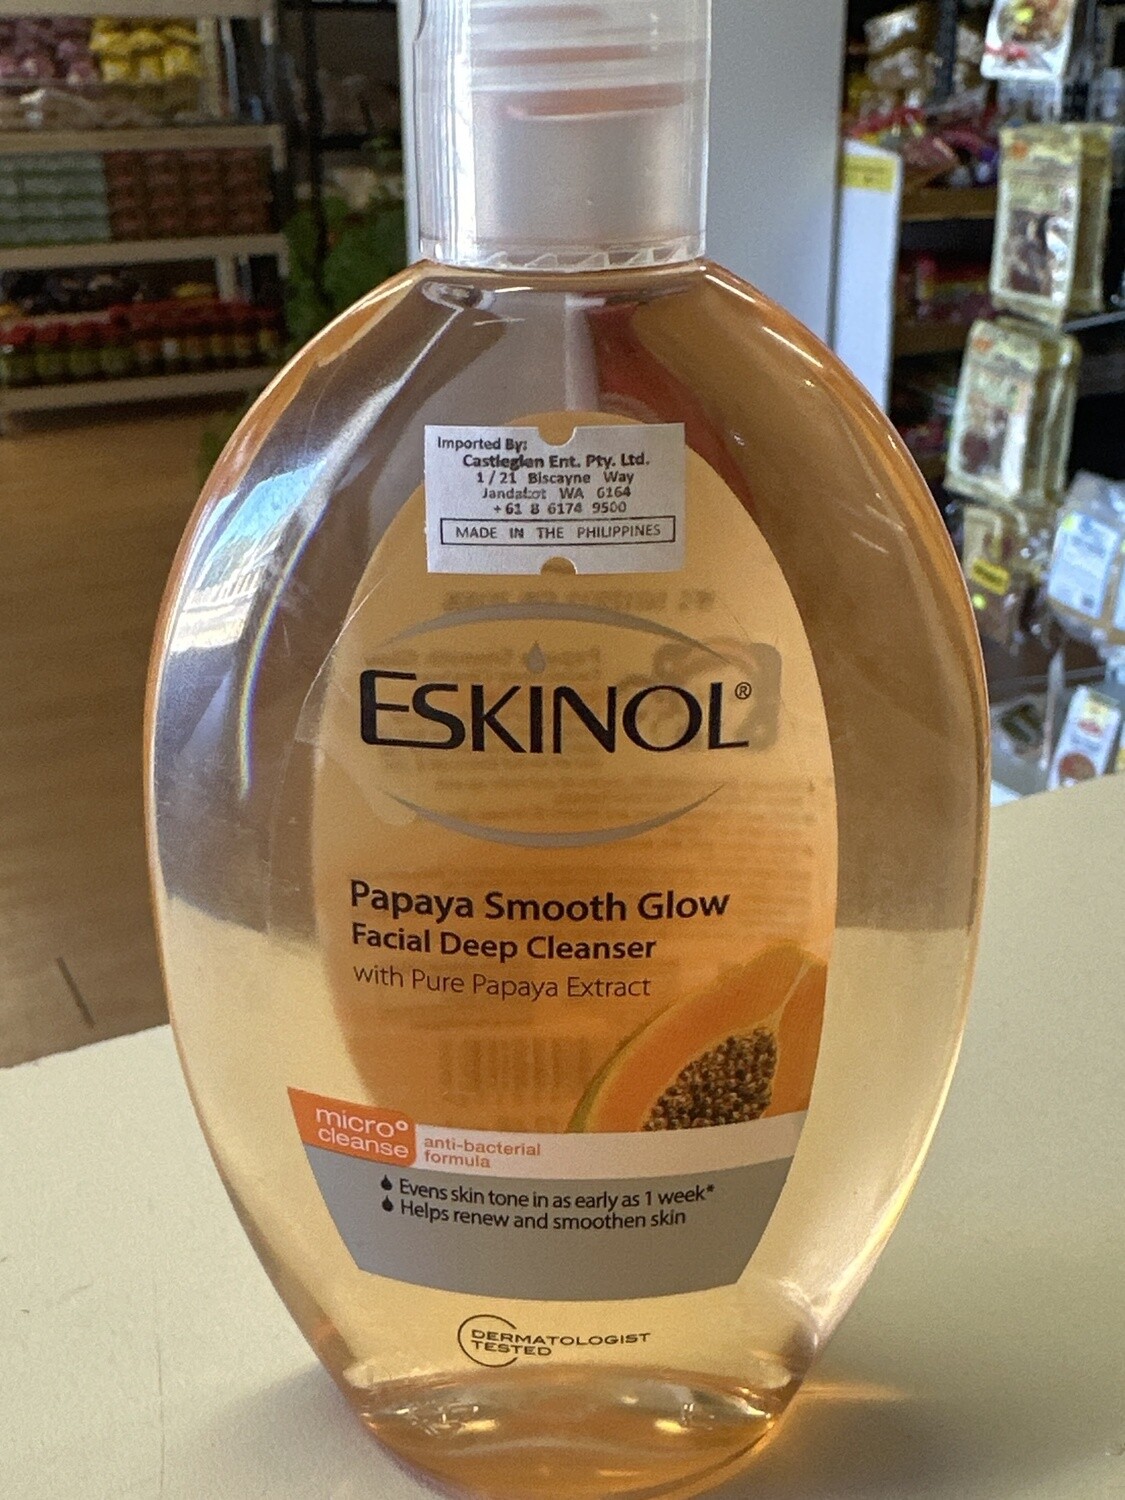 Imported By:
Castleglen Ent. Pty. Ltd.
1 / 21 Biscayne Way
Jandakot WA 6164
+ 61 8 6174 9500
MADE IN THE PHILIPPINES
ESKINOL®
Papaya Smooth Glow
Facial Deep Cleanser
with Pure Papaya Extract
micro°
cleanse
anti-bacterial
formula
Evens skin tone in as early as 1 week*
Helps renew and smoothen skin
DERMATOLOGIST
TESTED